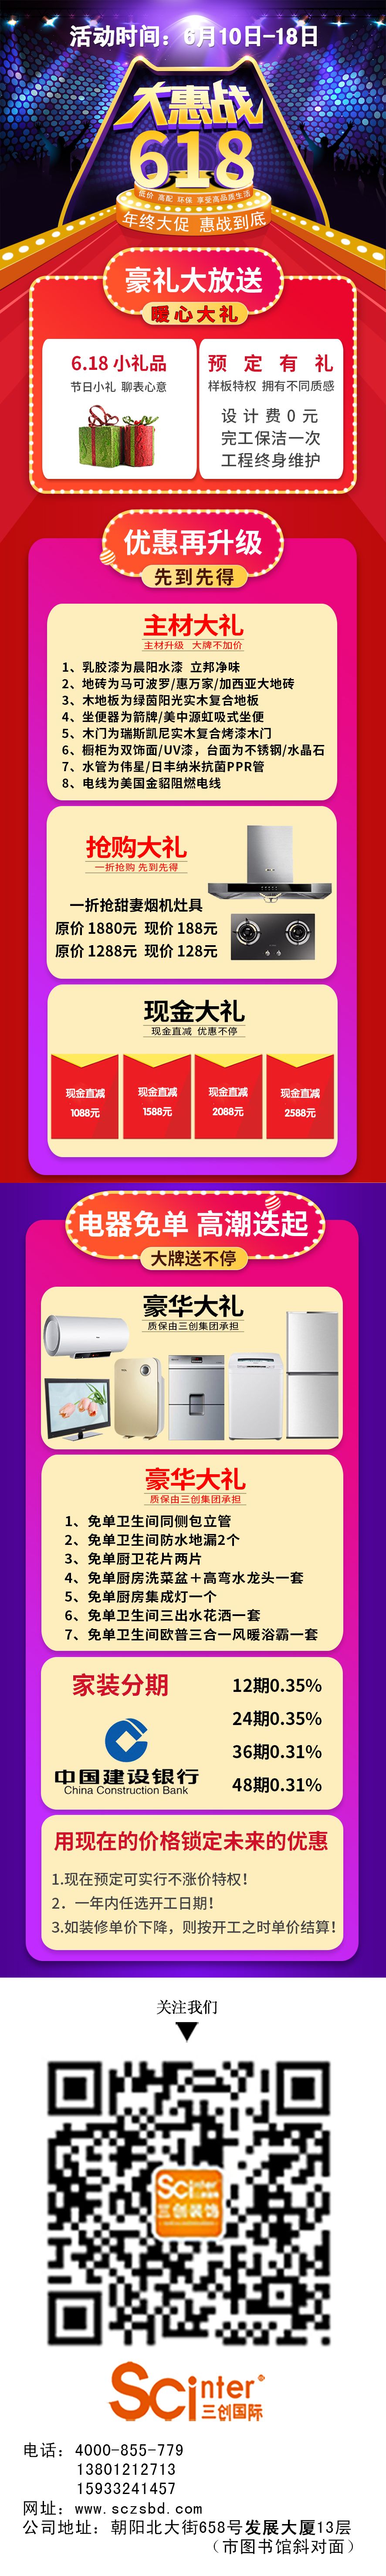 活动时间：6月10日-18日
大惠战
618
低价 高配 环保 享受高品质生活
年终大促 惠战到底
豪礼大放送
暖心大礼
6.18 小礼品
节日小礼 聊表心意
预定有礼
样板特权 拥有不同质感
设计费0元
完工保洁一次
工程终身维护
优惠再升级
先到先得
主材大礼
主材升级 大牌不加价
1、乳胶漆为晨阳水漆 立邦净味
2、地砖为马可波罗/惠万家/加西亚大地砖
3、木地板为绿茵阳光实木复合地板
4、坐便器为箭牌/美中源虹吸式坐便
5、木门为瑞斯凯尼实木复合烤漆木门
6、橱柜为双饰面/UV漆，台面为不锈钢/水晶石
7、水管为伟星/日丰纳米抗菌PPR管
8、电线为美国金貂阻燃电线
抢购大礼
一折抢购 先到先得
一折抢甜妻烟机灶具
原价 1880元 现价 188元
原价 1288元 现价 128元
现金大礼
现金直减 优惠不停
现金直减
1088元
现金直减
1588元
现金直减
2088元
现金直减
2588元
电器免单 高潮迭起
大牌送不停
豪华大礼
质保由三创集团承担
豪华大礼
质保由三创集团承担
1、免单卫生间同侧包立管
2、免单卫生间防水地漏2个
3、免单厨卫花片两片
4、免单厨房洗菜盆＋高弯水龙头一套
5、免单厨房集成灯一个
6、免单卫生间三出水花洒一套
7、免单卫生间欧普三合一风暖浴霸一套
家装分期
中国建设银行
China Construction Bank
12期0.35%
24期0.35%
36期0.31%
48期0.31%
用现在的价格锁定未来的优惠
1.现在预定可实行不涨价特权！
2．一年内任选开工日期！
3.如装修单价下降，则按开工之时单价结算！
关注我们
Scinter
三创装饰
Scinter
三创国际
电话：4000-855-779
13801212713
15933241457
网址：www.sczsbd.com
公司地址：朝阳北大街658号发展大厦13层
（市图书馆斜对面）